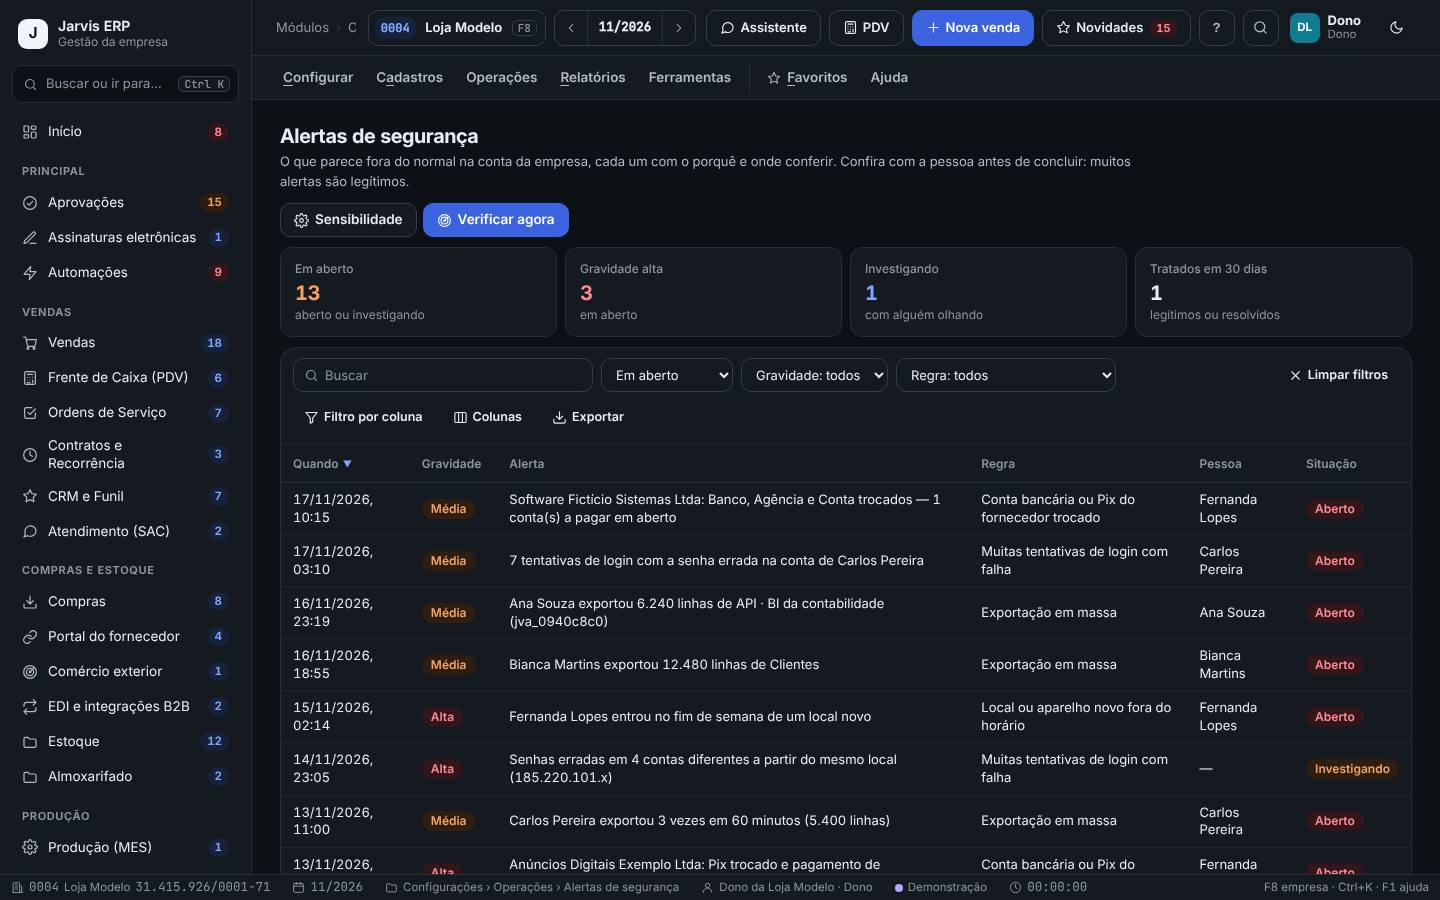 J
Jarvis ERP
Gestão da empresa
Buscar ou ir para...
Ctrl K
Início
8
PRINCIPAL
Aprovações
15
Assinaturas eletrônicas
1
Automações
9
VENDAS
Vendas
18
Frente de Caixa (PDV)
6
Ordens de Serviço
7
Contratos e
Recorrência
3
CRM e Funil
7
Atendimento (SAC)
2
COMPRAS E ESTOQUE
Compras
8
Portal do fornecedor
4
Comércio exterior
1
EDI e integrações B2B
2
Estoque
12
Almoxarifado
2
PRODUÇÃO
Produção (MES)
1
Módulos › C
0004 Loja Modelo F8
‹ 11/2026 ›
Assistente
PDV
+ Nova venda
Novidades 15
?
DL
Dono
Dono
Configurar
Cadastros
Operações
Relatórios
Ferramentas
Favoritos
Ajuda
Alertas de segurança
O que parece fora do normal na conta da empresa, cada um com o porquê e onde conferir. Confira com a pessoa antes de concluir: muitos
alertas são legítimos.
Sensibilidade
Verificar agora
Em aberto
13
aberto ou investigando
Gravidade alta
3
em aberto
Investigando
1
com alguém olhando
Tratados em 30 dias
1
legítimos ou resolvidos
Buscar
Em aberto
Gravidade: todos
Regra: todos
Limpar filtros
Filtro por coluna
Colunas
Exportar
Quando ▼ Gravidade Alerta Regra Pessoa Situação
17/11/2026,
10:15
Média
Software Fictício Sistemas Ltda: Banco, Agência e Conta trocados — 1
conta(s) a pagar em aberto
Conta bancária ou Pix do
fornecedor trocado
Fernanda
Lopes
Aberto
17/11/2026,
03:10
Média
7 tentativas de login com a senha errada na conta de Carlos Pereira
Muitas tentativas de login com
falha
Carlos
Pereira
Aberto
16/11/2026,
23:19
Média
Ana Souza exportou 6.240 linhas de API · BI da contabilidade
(jva_0940c8c0)
Exportação em massa
Ana Souza
Aberto
16/11/2026,
18:55
Média
Bianca Martins exportou 12.480 linhas de Clientes
Exportação em massa
Bianca
Martins
Aberto
15/11/2026,
02:14
Alta
Fernanda Lopes entrou no fim de semana de um local novo
Local ou aparelho novo fora do
horário
Fernanda
Lopes
Aberto
14/11/2026,
23:05
Alta
Senhas erradas em 4 contas diferentes a partir do mesmo local
(185.220.101.x)
Muitas tentativas de login com
falha
—
Investigando
13/11/2026,
11:00
Média
Carlos Pereira exportou 3 vezes em 60 minutos (5.400 linhas)
Exportação em massa
Carlos
Pereira
Aberto
13/11/2026,
Alta
Anúncios Digitais Exemplo Ltda: Pix trocado e pagamento de
Conta bancária ou Pix do
Fernanda
Aberto
0004 Loja Modelo 31.415.926/0001-71
11/2026
Configurações › Operações › Alertas de segurança
Dono da Loja Modelo · Dono
Demonstração
00:00:00
F8 empresa · Ctrl+K · F1 ajuda